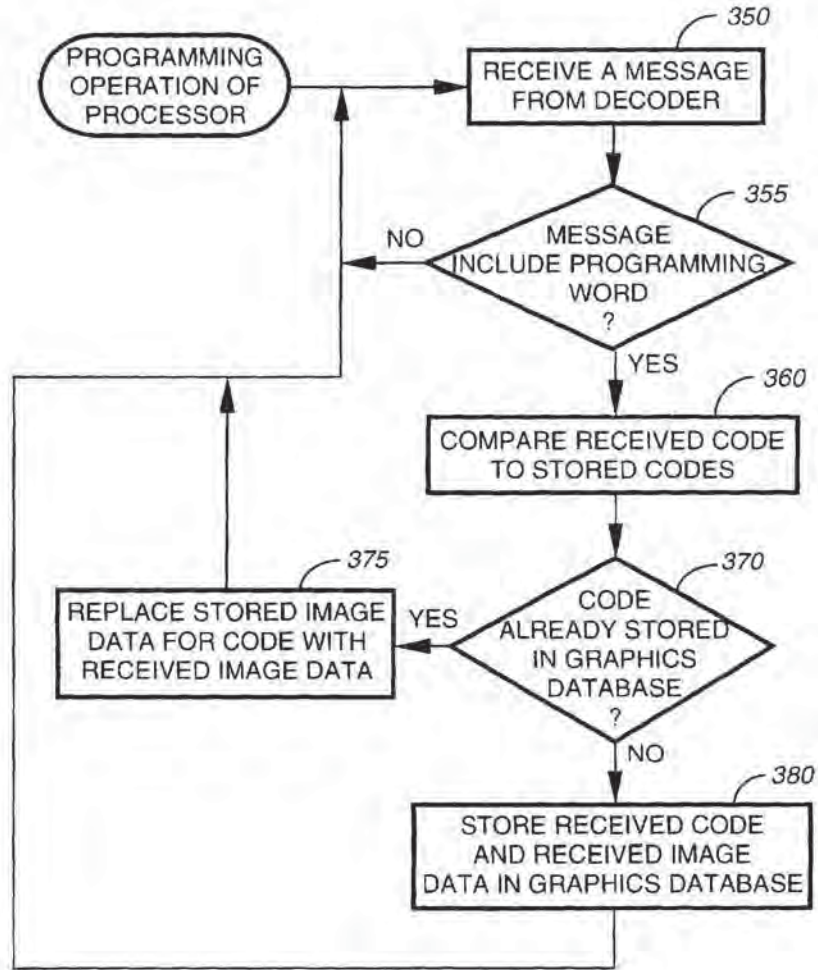 PROGRAMMING
OPERATION OF
PROCESSOR
350
RECEIVE A MESSAGE
FROM DECODER
355
MESSAGE
INCLUDE PROGRAMMING
WORD
?
NO
YES
360
COMPARE RECEIVED CODE
TO STORED CODES
370
CODE
ALREADY STORED
IN GRAPHICS
DATABASE
?
YES
375
REPLACE STORED IMAGE
DATA FOR CODE WITH
RECEIVED IMAGE DATA
NO
380
STORE RECEIVED CODE
AND RECEIVED IMAGE
DATA IN GRAPHICS DATABASE